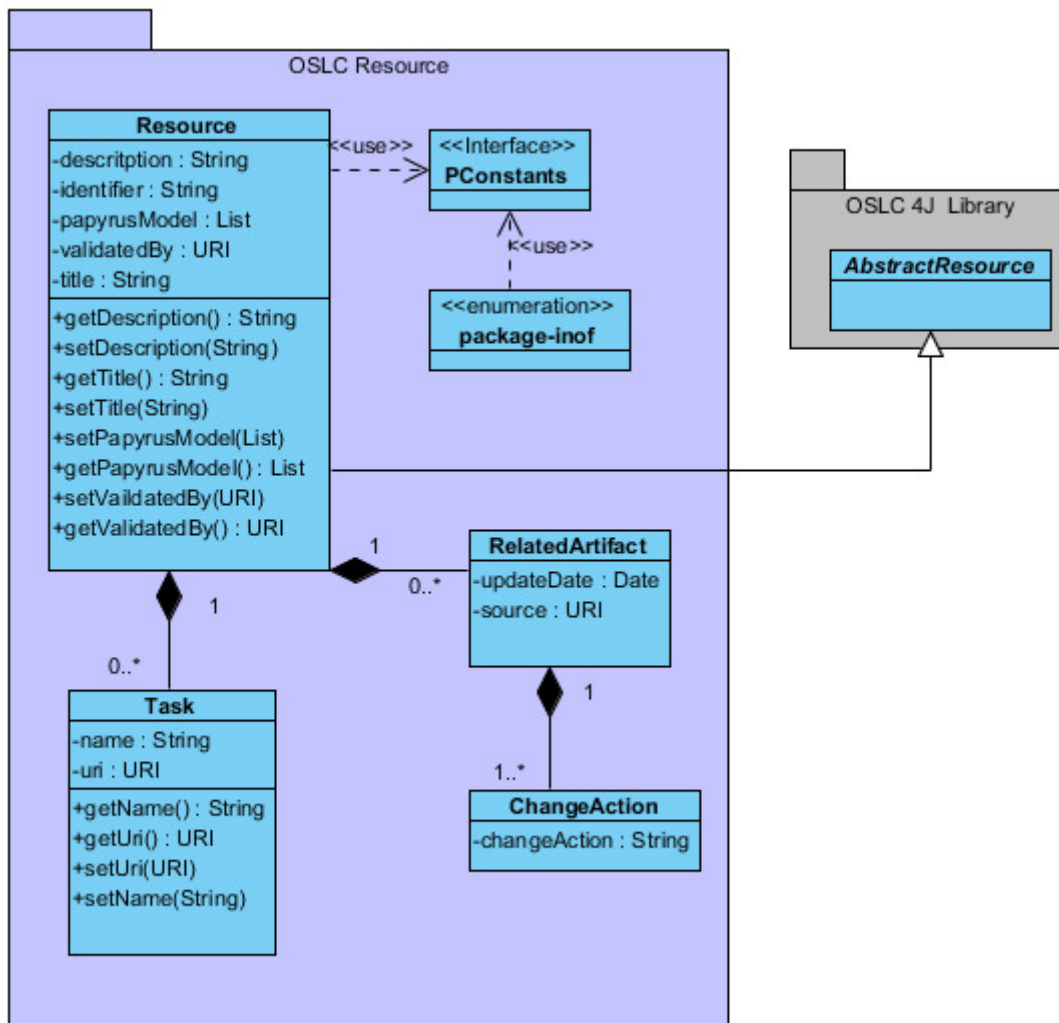 OSLC Resource
Resource
-descritption : String
-identifier : String
-papyrusModel : List
-validatedBy : URI
-title : String
+getDescription() : String
+setDescription(String)
+getTitle() : String
+setTitle(String)
+setPapyrusModel(List)
+getPapyrusModel() : List
+setVaildatedBy(URI)
+getValidatedBy() : URI
<<use>>
<<Interface>>
PConstants
<<use>>
<<enumeration>>
package-inof
OSLC 4J Library
AbstractResource
1
0..*
RelatedArtifact
-updateDate : Date
-source : URI
1
0..*
Task
-name : String
-uri : URI
+getName() : String
+getUri() : URI
+setUri(URI)
+setName(String)
1
1..*
ChangeAction
-changeAction : String